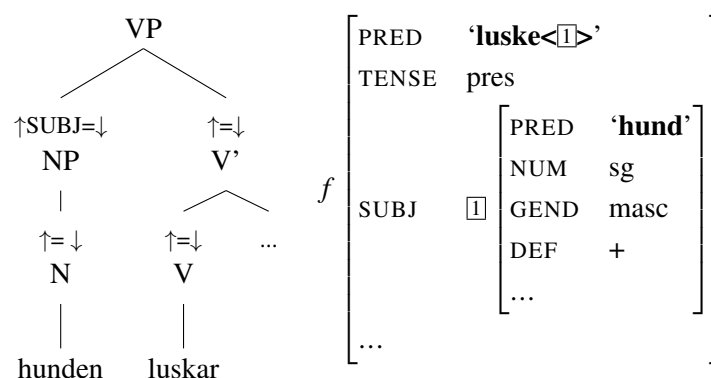 VP
↑SUBJ=↓ ↑=↓
NP V’
↑= ↓ ↑=↓ ...
N V
hunden luskar
f
PRED ‘luske<1>’
TENSE pres
SUBJ 1
PRED ‘hund’
NUM sg
GEND masc
DEF +
...
...